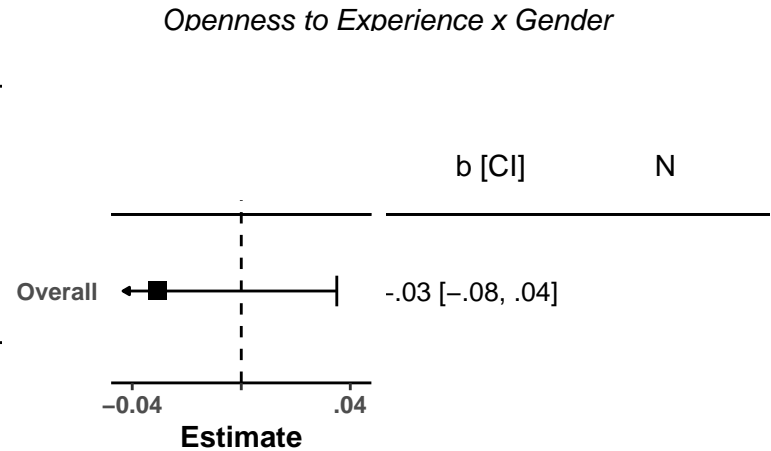 Openness to Experience x Gender
b [CI] N
Overall -.03 [−.08, .04]
−0.04 .04
Estimate